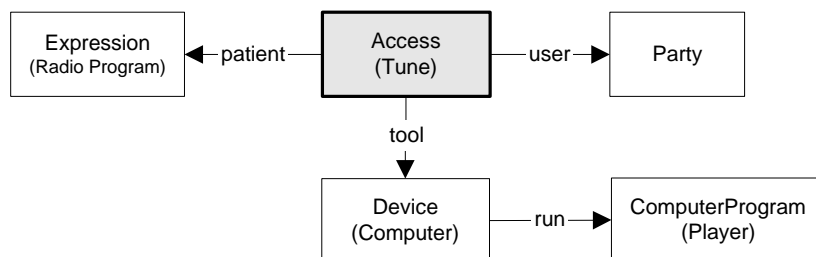 Expression
(Radio Program)
patient
Access
(Tune)
user
Party
tool
Device
(Computer)
run
ComputerProgram
(Player)